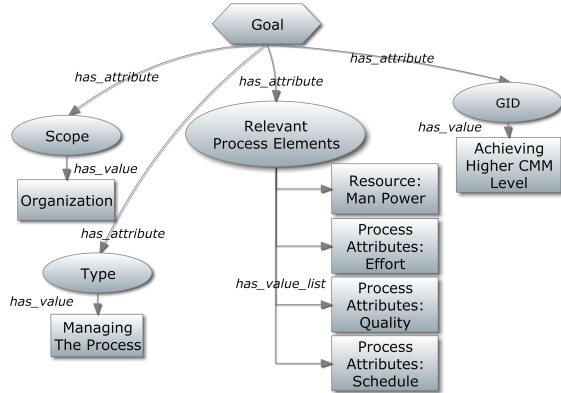 Goal
has_attribute
has_attribute
has_attribute
GID
has_value
Achieving
Higher CMM
Level
Scope
has_value
Organization
Relevant
Process Elements
Resource:
Man Power
Process
Attributes:
Effort
has_value_list
Process
Attributes:
Quality
Process
Attributes:
Schedule
has_attribute
Type
has_value
Managing
The Process